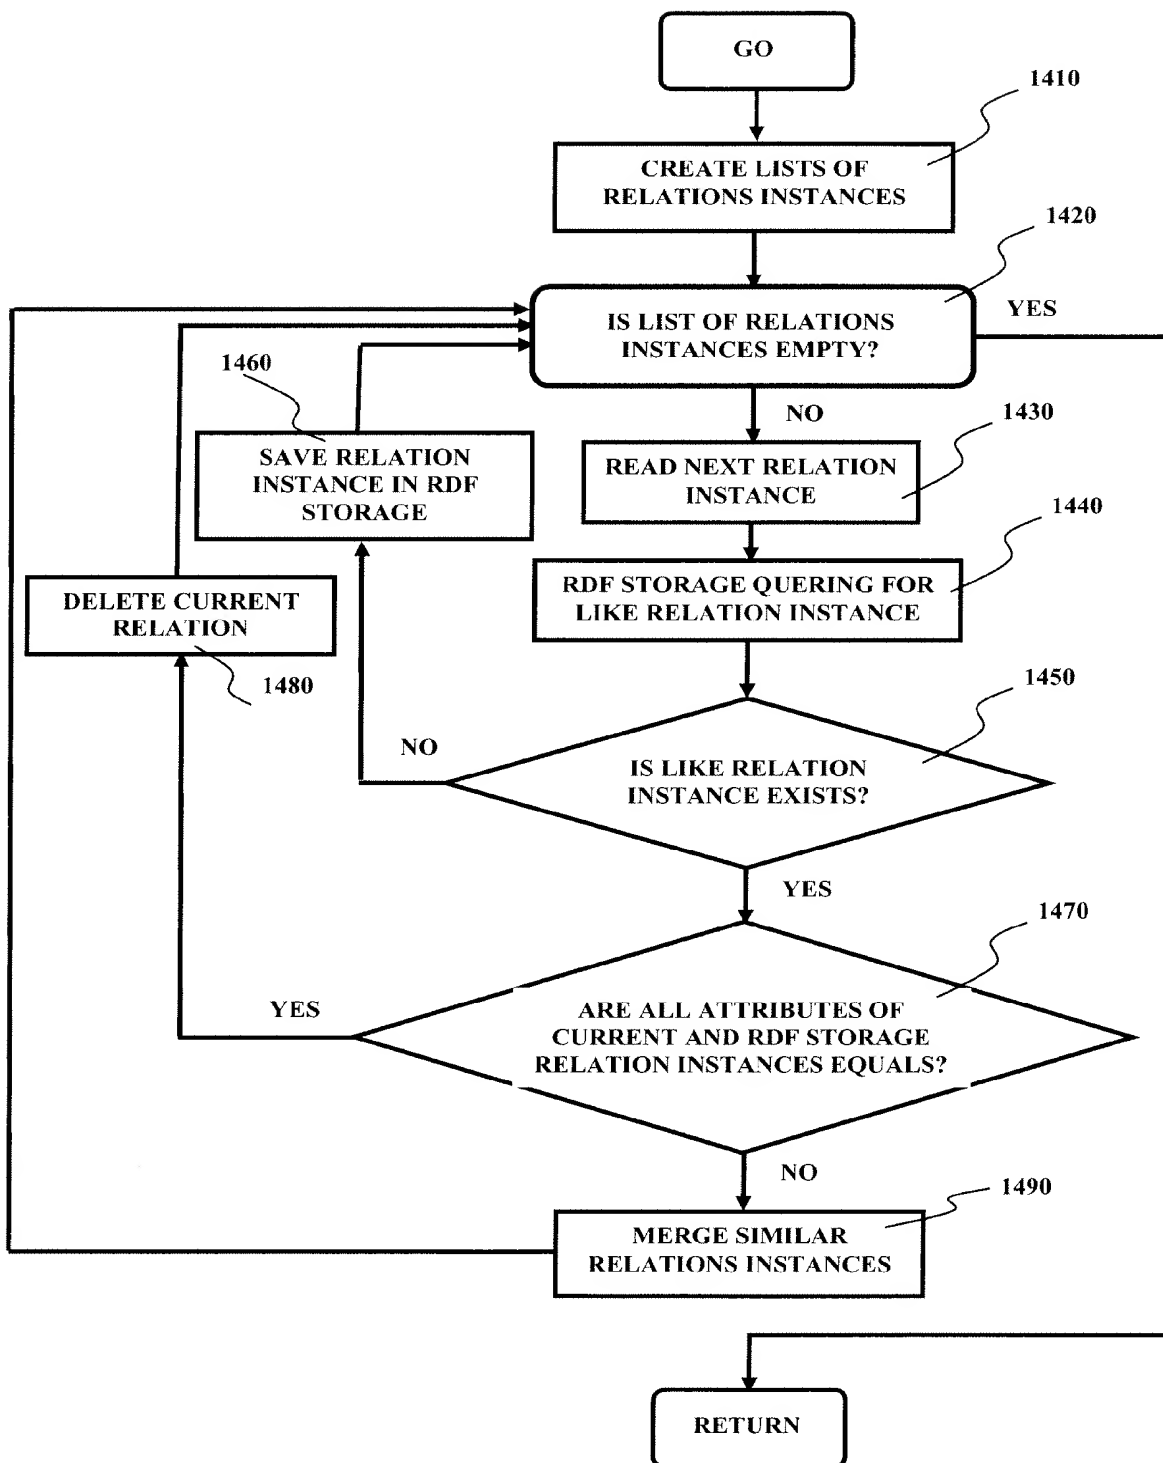 GO
1410
CREATE LISTS OF
RELATIONS INSTANCES
1420
IS LIST OF RELATIONS
INSTANCES EMPTY?
YES
NO
1430
READ NEXT RELATION
INSTANCE
1460
SAVE RELATION
INSTANCE IN RDF
STORAGE
1440
RDF STORAGE QUERING FOR
LIKE RELATION INSTANCE
DELETE CURRENT
RELATION
1480
1450
IS LIKE RELATION
INSTANCE EXISTS?
NO
YES
1470
ARE ALL ATTRIBUTES OF
CURRENT AND RDF STORAGE
RELATION INSTANCES EQUALS?
YES
NO
1490
MERGE SIMILAR
RELATIONS INSTANCES
RETURN